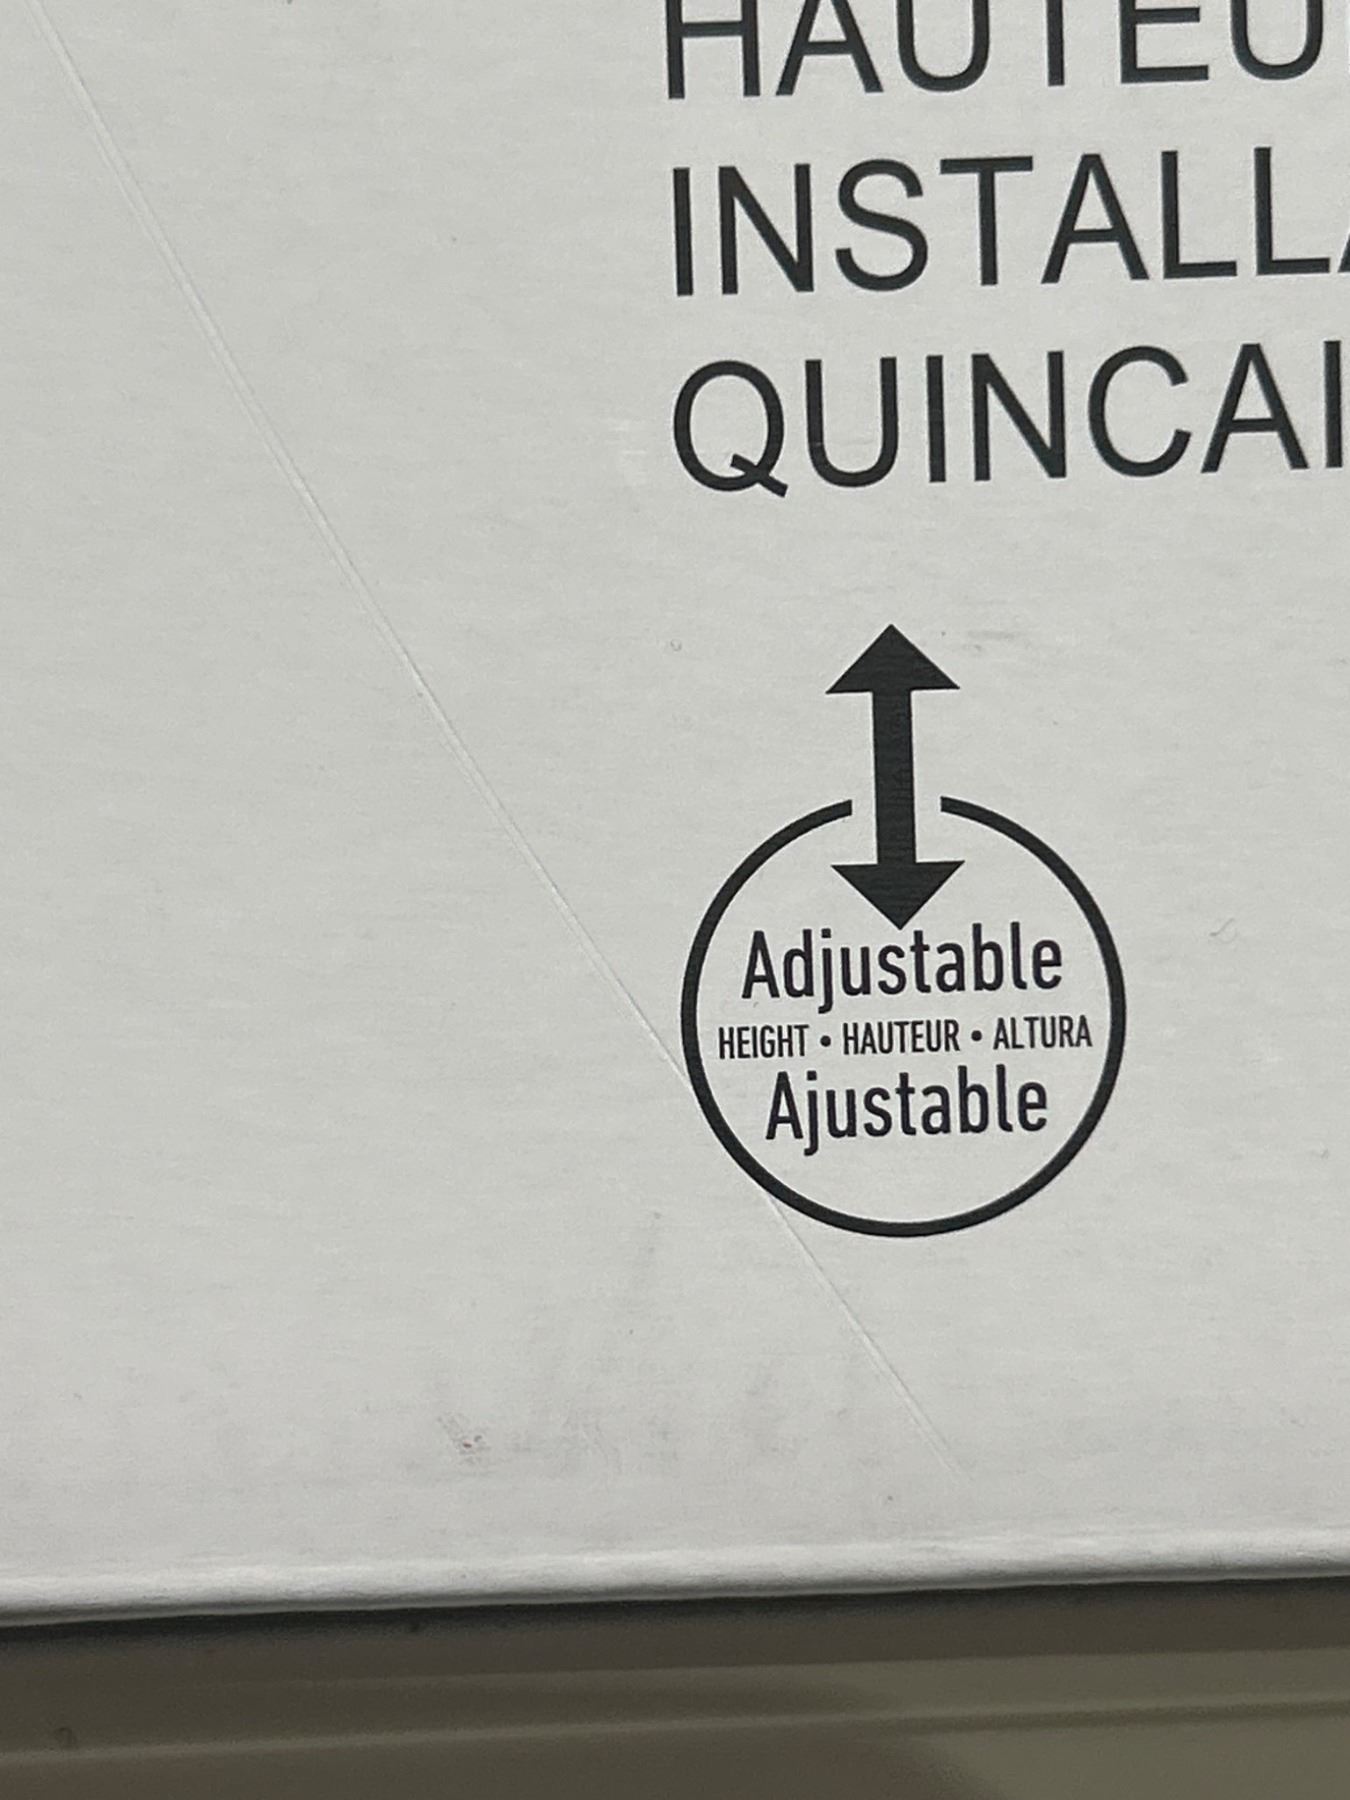 HAUTEU
INSTALLA
QUINCAI
Adjustable
HEIGHT • HAUTEUR • ALTURA
Ajustable